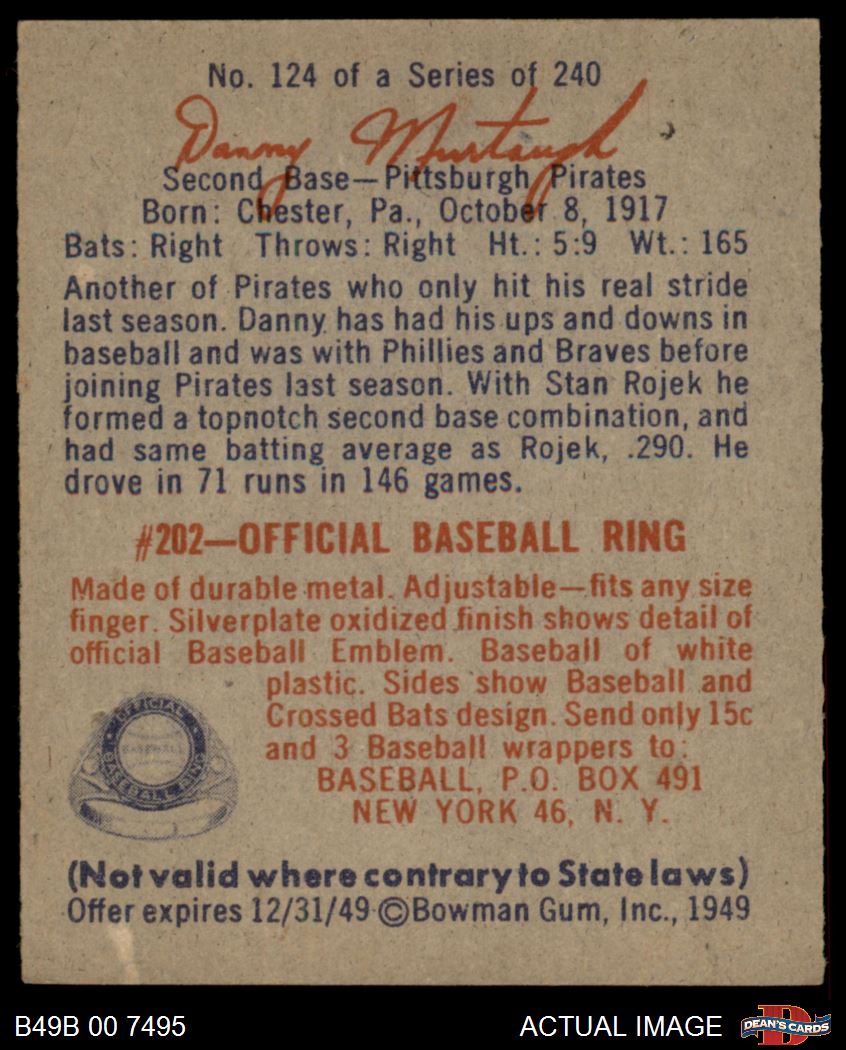 No. 124 of a Series of 240
Danny Murtaugh
Second Base—Pittsburgh Pirates
Born: Chester, Pa., October 8, 1917
Bats: Right Throws: Right Ht.: 5:9 Wt.: 165
Another of Pirates who only hit his real stride
last season. Danny has had his ups and downs in
baseball and was with Phillies and Braves before
joining Pirates last season. With Stan Rojek he
formed a topnotch second base combination, and
had same batting average as Rojek, .290. He
drove in 71 runs in 146 games.
#202—OFFICIAL BASEBALL RING
Made of durable metal. Adjustable—fits any size
finger. Silverplate oxidized finish shows detail of
official Baseball Emblem. Baseball of white
plastic. Sides show Baseball and
Crossed Bats design. Send only 15c
and 3 Baseball wrappers to:
BASEBALL, P.O. BOX 491
NEW YORK 46, N. Y.
OFFICIAL
BASEBALL
BASEBALL RING
(Not valid where contrary to State laws)
Offer expires 12/31/49 ©Bowman Gum, Inc., 1949
B49B 00 7495
ACTUAL IMAGE
D
DEAN'S CARDS